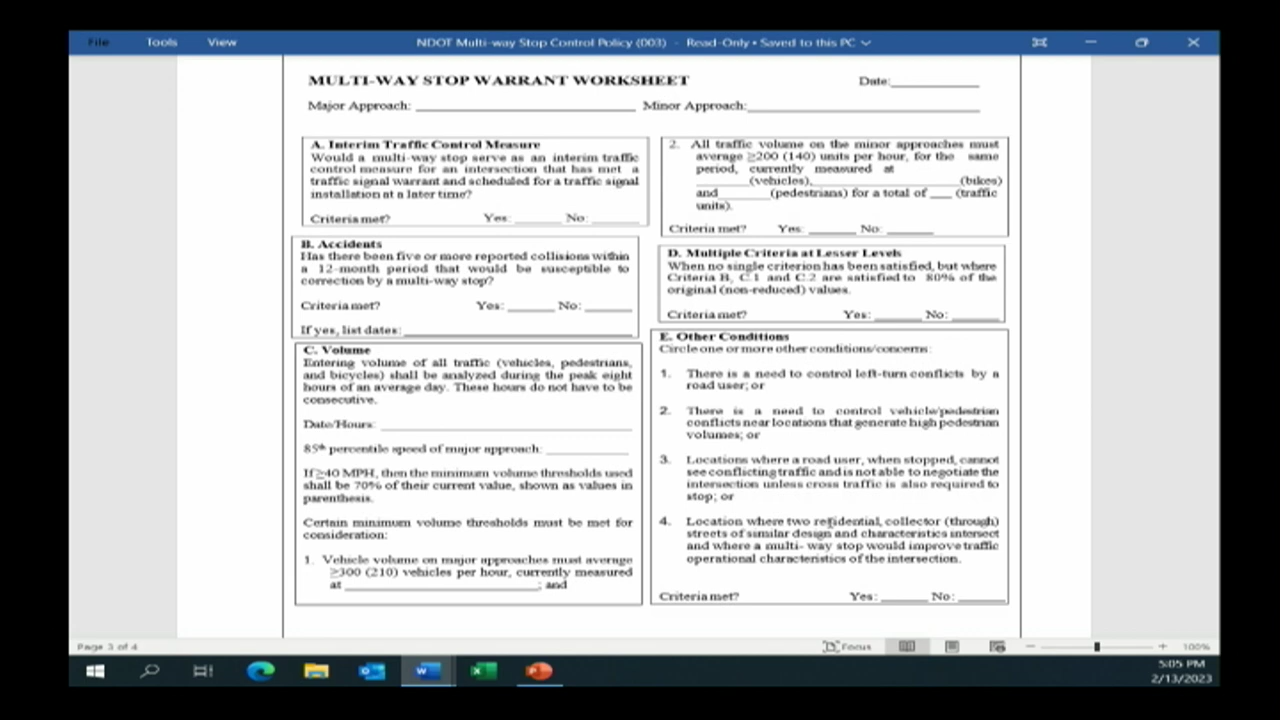 File Tools View NDOT Multi-way Stop Control Policy (003) - Read-Only • Saved to this PC
MULTI-WAY STOP WARRANT WORKSHEET Date:
Major Approach: Minor Approach:
A. Interim Traffic Control Measure
Would a multi-way stop serve as an interim traffic
control measure for an intersection that has met a
traffic signal warrant and scheduled for a traffic signal
installation at a later time?
Criteria met? Yes: No:
B. Accidents
Has there been five or more reported collisions within
a 12-month period that would be susceptible to
correction by a multi-way stop?
Criteria met? Yes: No:
If yes, list dates:
C. Volume
Entering volume of all traffic (vehicles, pedestrians,
and bicycles) shall be analyzed during the peak eight
hours of an average day. These hours do not have to be
consecutive.
Date/Hours:
85th percentile speed of major approach:
If ≥40 MPH, then the minimum volume thresholds used
shall be 70% of their current value, shown as values in
parenthesis.
Certain minimum volume thresholds must be met for
consideration:
1. Vehicle volume on major approaches must average
≥300 (210) vehicles per hour, currently measured
at ; and
2. All traffic volume on the minor approaches must
average ≥200 (140) units per hour, for the same
period, currently measured at
(vehicles), (bikes)
and (pedestrians) for a total of (traffic
units).
Criteria met? Yes: No:
D. Multiple Criteria at Lesser Levels
When no single criterion has been satisfied, but where
Criteria B, C.1 and C.2 are satisfied to 80% of the
original (non-reduced) values.
Criteria met? Yes: No:
E. Other Conditions
Circle one or more other conditions/concerns:
1. There is a need to control left-turn conflicts by a
road user; or
2. There is a need to control vehicle/pedestrian
conflicts near locations that generate high pedestrian
volumes; or
3. Locations where a road user, when stopped, cannot
see conflicting traffic and is not able to negotiate the
intersection unless cross traffic is also required to
stop; or
4. Location where two residential, collector (through)
streets of similar design and characteristics intersect
and where a multi- way stop would improve traffic
operational characteristics of the intersection.
Criteria met? Yes: No:
Page 3 of 4 Focus 100%
5:05 PM
2/13/2023